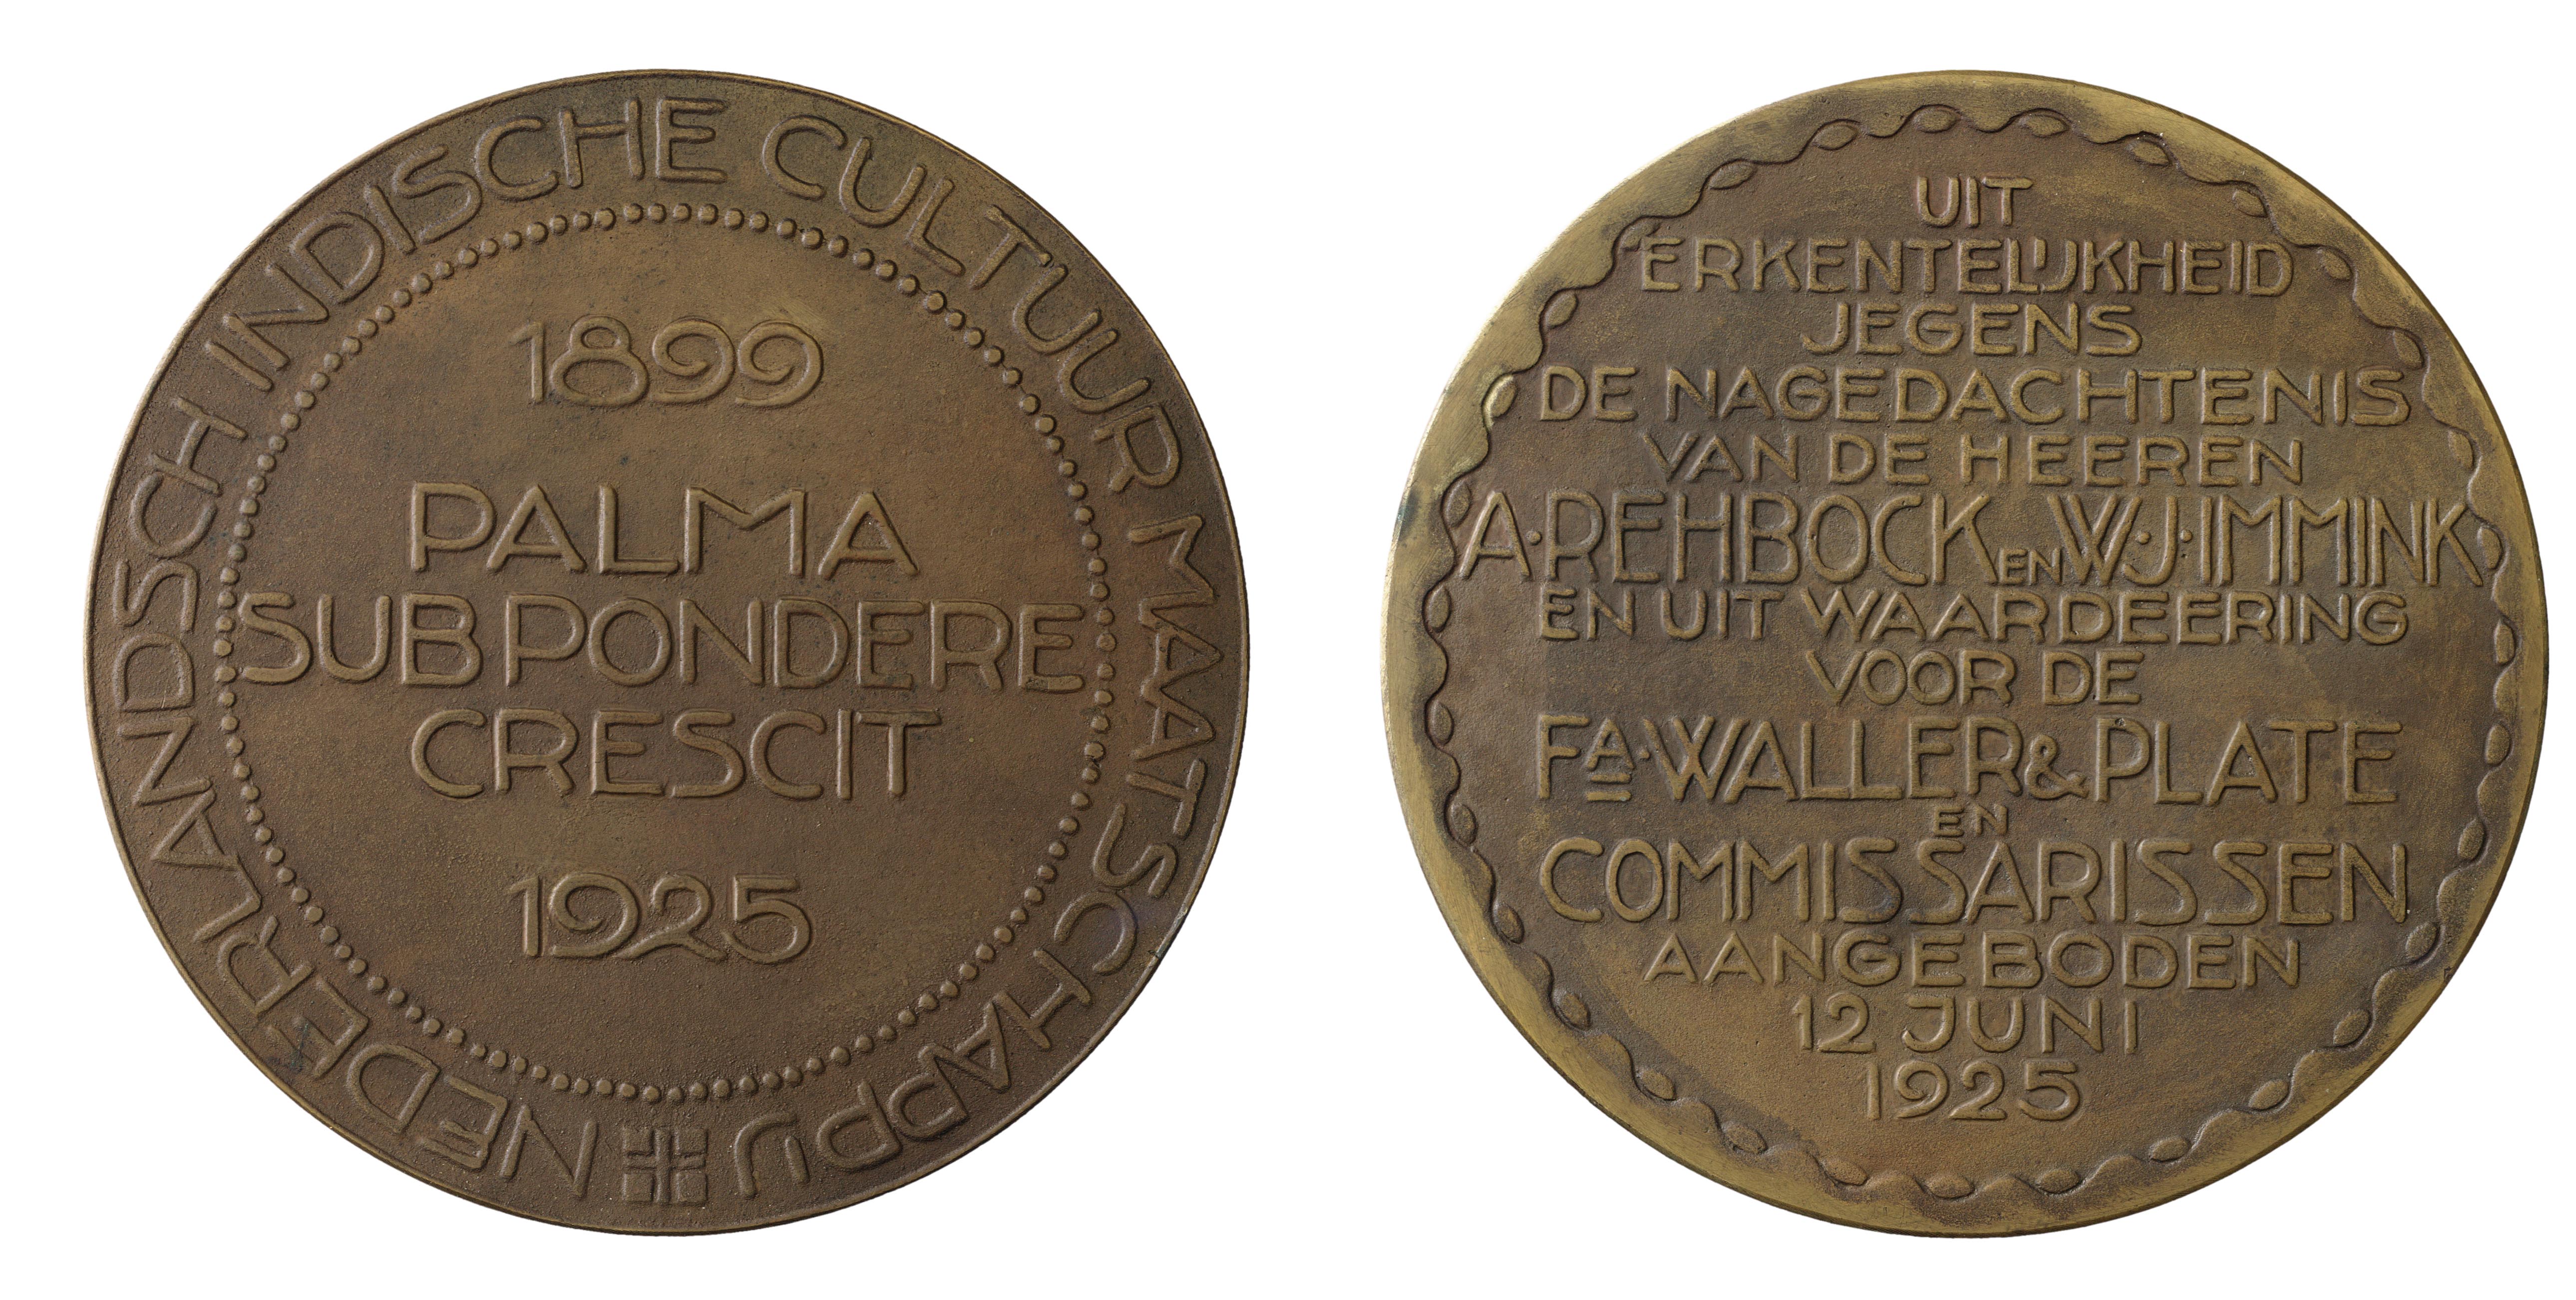 NEDERLANDSCH INDISCHE CULTUUR MAATSCHAPPIJ
1899
PALMA
SUB PONDERE
CRESCIT
1925
UIT
ERKENTELIJKHEID
JEGENS
DE NAGEDACHTENIS
VAN DE HEEREN
A·REHBOCK EN W·J·IMMINK
EN UIT WAARDEERING
VOOR DE
FA·WALLER & PLATE
EN
COMMISSARISSEN
AANGEBODEN
12 JUNI
1925